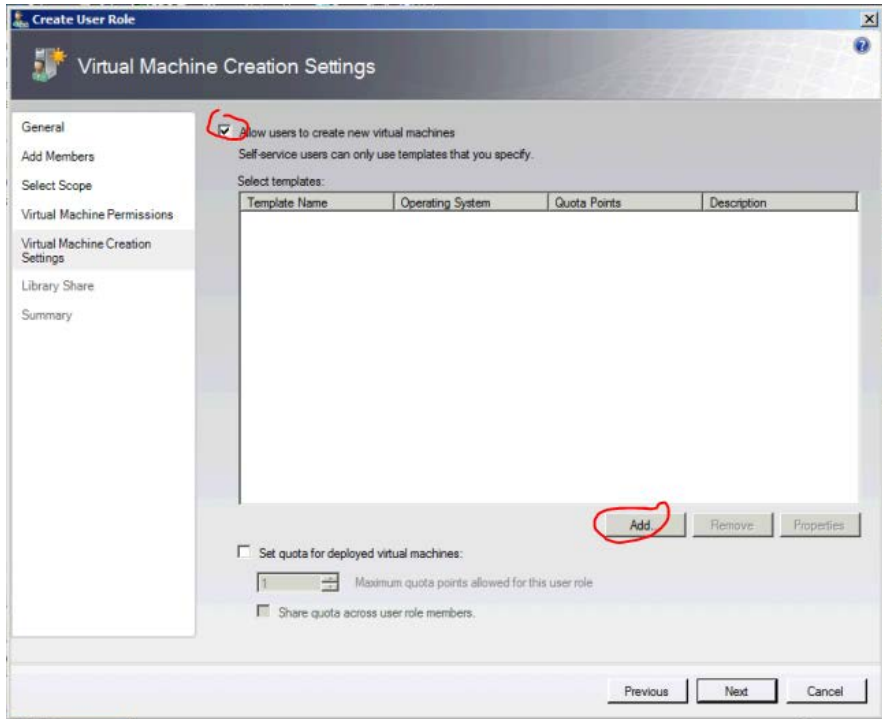 Create User Role
Virtual Machine Creation Settings
General
Add Members
Select Scope
Virtual Machine Permissions
Virtual Machine Creation
Settings
Library Share
Summary
Allow users to create new virtual machines
Self-service users can only use templates that you specify.
Select templates:
Template Name Operating System Quota Points Description
Add... Remove Properties
Set quota for deployed virtual machines:
1 Maximum quota points allowed for this user role
Share quota across user role members.
Previous Next Cancel